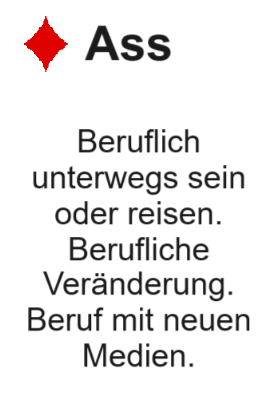 Ass
Beruflich
unterwegs sein
oder reisen.
Berufliche
Veränderung.
Beruf mit neuen
Medien.